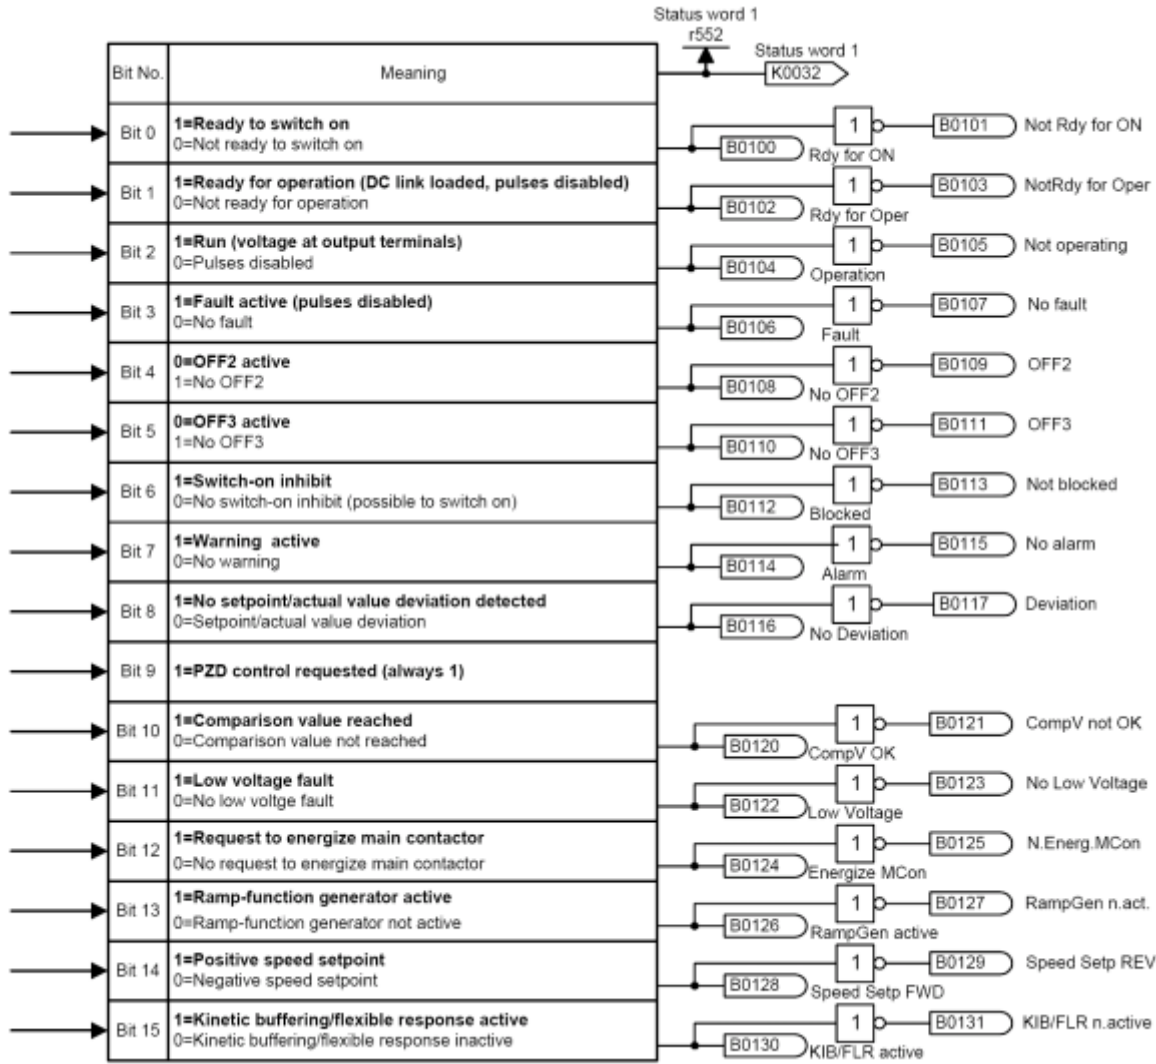 Status word 1
r552
Status word 1
K0032
Bit No.
Meaning
Bit 0
1=Ready to switch on
0=Not ready to switch on
B0100
Rdy for ON
1
B0101
Not Rdy for ON
Bit 1
1=Ready for operation (DC link loaded, pulses disabled)
0=Not ready for operation
B0102
Rdy for Oper
1
B0103
NotRdy for Oper
Bit 2
1=Run (voltage at output terminals)
0=Pulses disabled
B0104
Operation
1
B0105
Not operating
Bit 3
1=Fault active (pulses disabled)
0=No fault
B0106
Fault
1
B0107
No fault
Bit 4
0=OFF2 active
1=No OFF2
B0108
No OFF2
1
B0109
OFF2
Bit 5
0=OFF3 active
1=No OFF3
B0110
No OFF3
1
B0111
OFF3
Bit 6
1=Switch-on inhibit
0=No switch-on inhibit (possible to switch on)
B0112
Blocked
1
B0113
Not blocked
Bit 7
1=Warning active
0=No warning
B0114
Alarm
1
B0115
No alarm
Bit 8
1=No setpoint/actual value deviation detected
0=Setpoint/actual value deviation
B0116
No Deviation
1
B0117
Deviation
Bit 9
1=PZD control requested (always 1)
Bit 10
1=Comparison value reached
0=Comparison value not reached
B0120
CompV OK
1
B0121
CompV not OK
Bit 11
1=Low voltage fault
0=No low voltge fault
B0122
Low Voltage
1
B0123
No Low Voltage
Bit 12
1=Request to energize main contactor
0=No request to energize main contactor
B0124
Energize MCon
1
B0125
N.Energ.MCon
Bit 13
1=Ramp-function generator active
0=Ramp-function generator not active
B0126
RampGen active
1
B0127
RampGen n.act.
Bit 14
1=Positive speed setpoint
0=Negative speed setpoint
B0128
Speed Setp FWD
1
B0129
Speed Setp REV
Bit 15
1=Kinetic buffering/flexible response active
0=Kinetic buffering/flexible response inactive
B0130
KIB/FLR active
1
B0131
KIB/FLR n.active